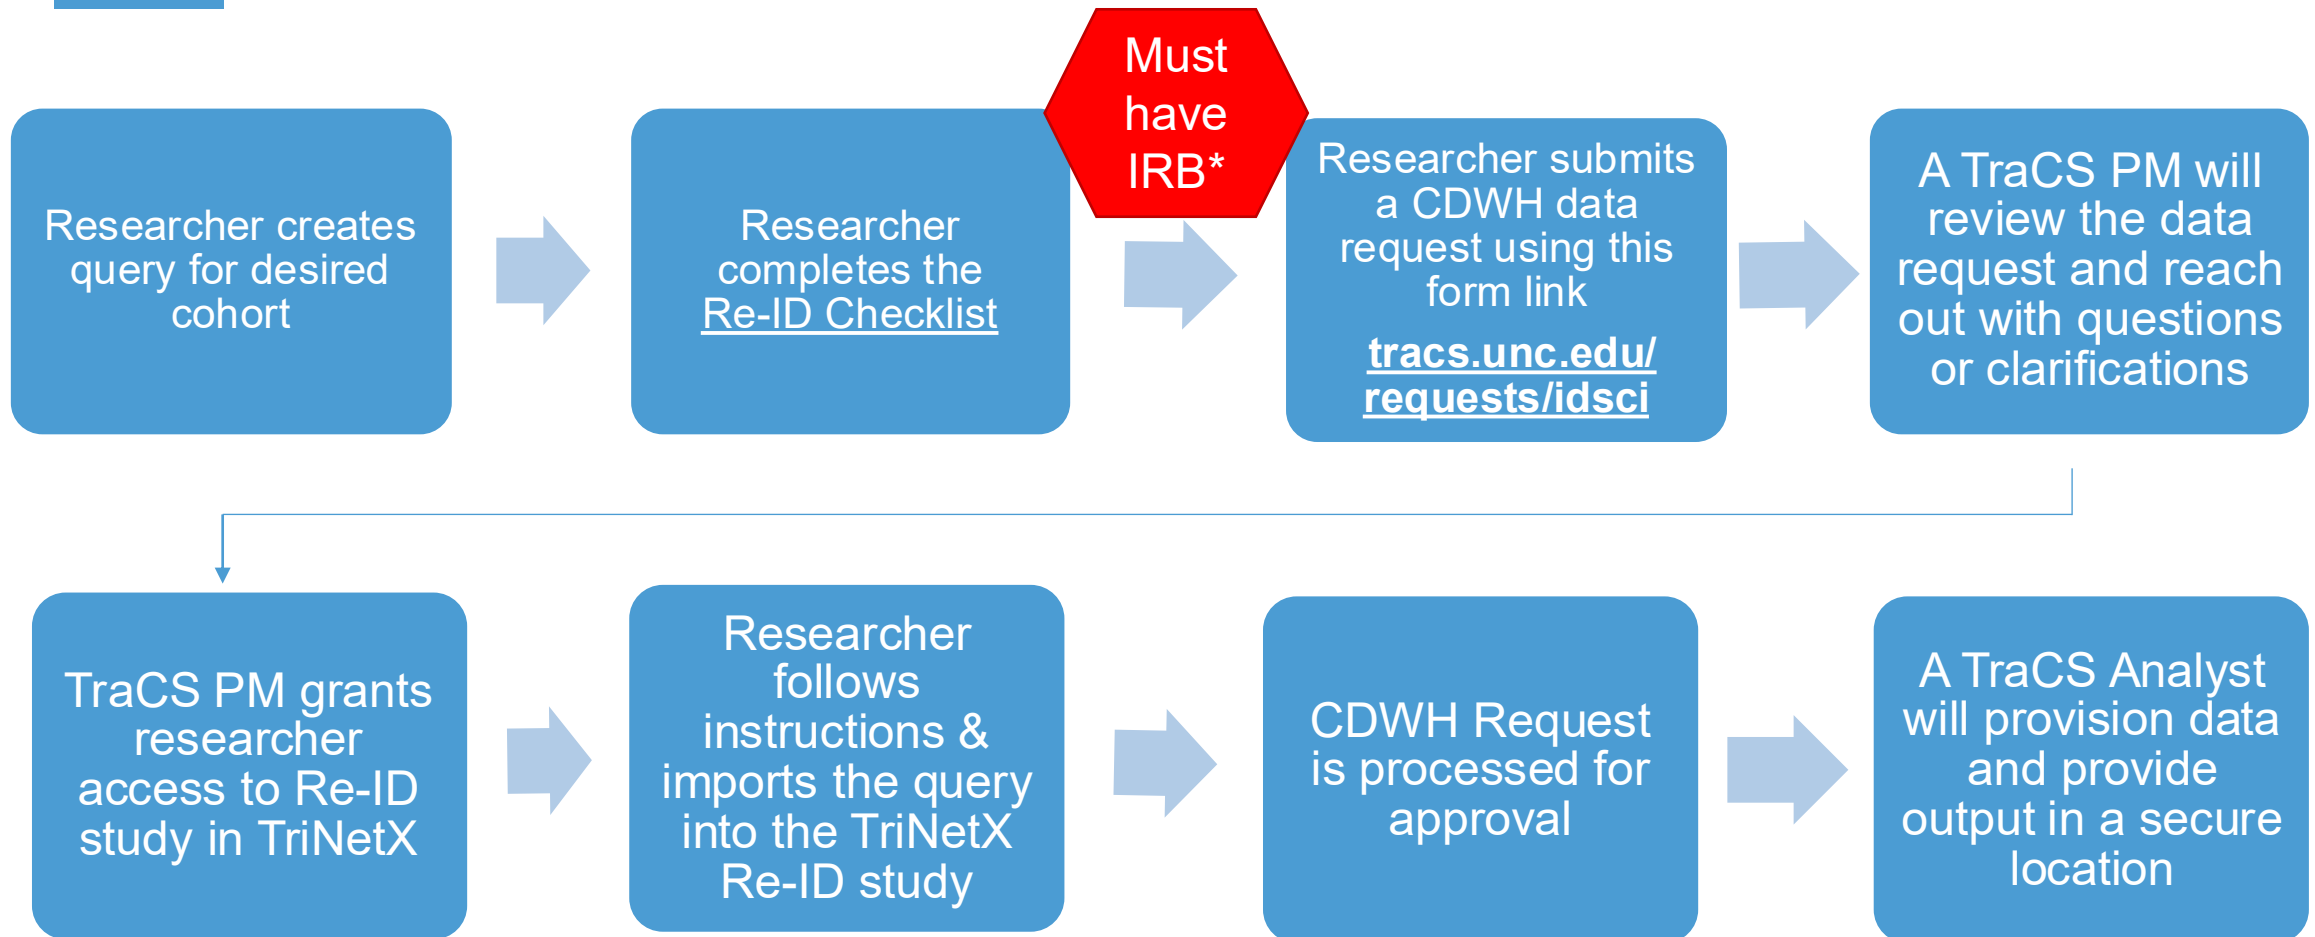 Must
have
IRB*
Researcher creates
query for desired
cohort
Researcher
completes the
Re-ID Checklist
Researcher submits
a CDWH data
request using this
form link
tracs.unc.edu/
requests/idsci
A TraCS PM will
review the data
request and reach
out with questions
or clarifications
TraCS PM grants
researcher
access to Re-ID
study in TriNetX
Researcher
follows
instructions &
imports the query
into the TriNetX
Re-ID study
CDWH Request
is processed for
approval
A TraCS Analyst
will provision data
and provide
output in a secure
location